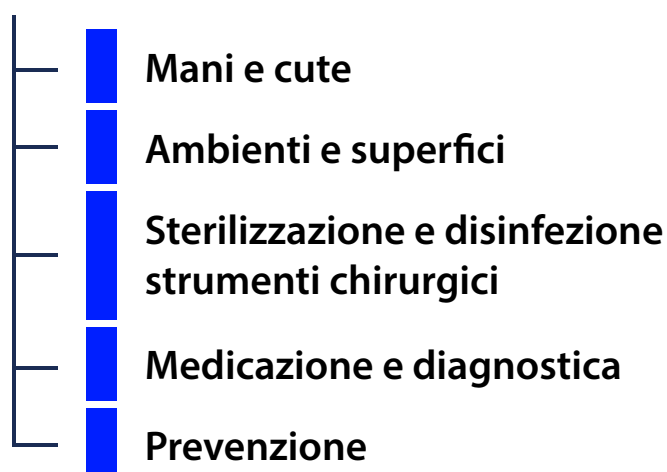 Mani e cute
Ambienti e superfici
Sterilizzazione e disinfezione
strumenti chirurgici
Medicazione e diagnostica
Prevenzione